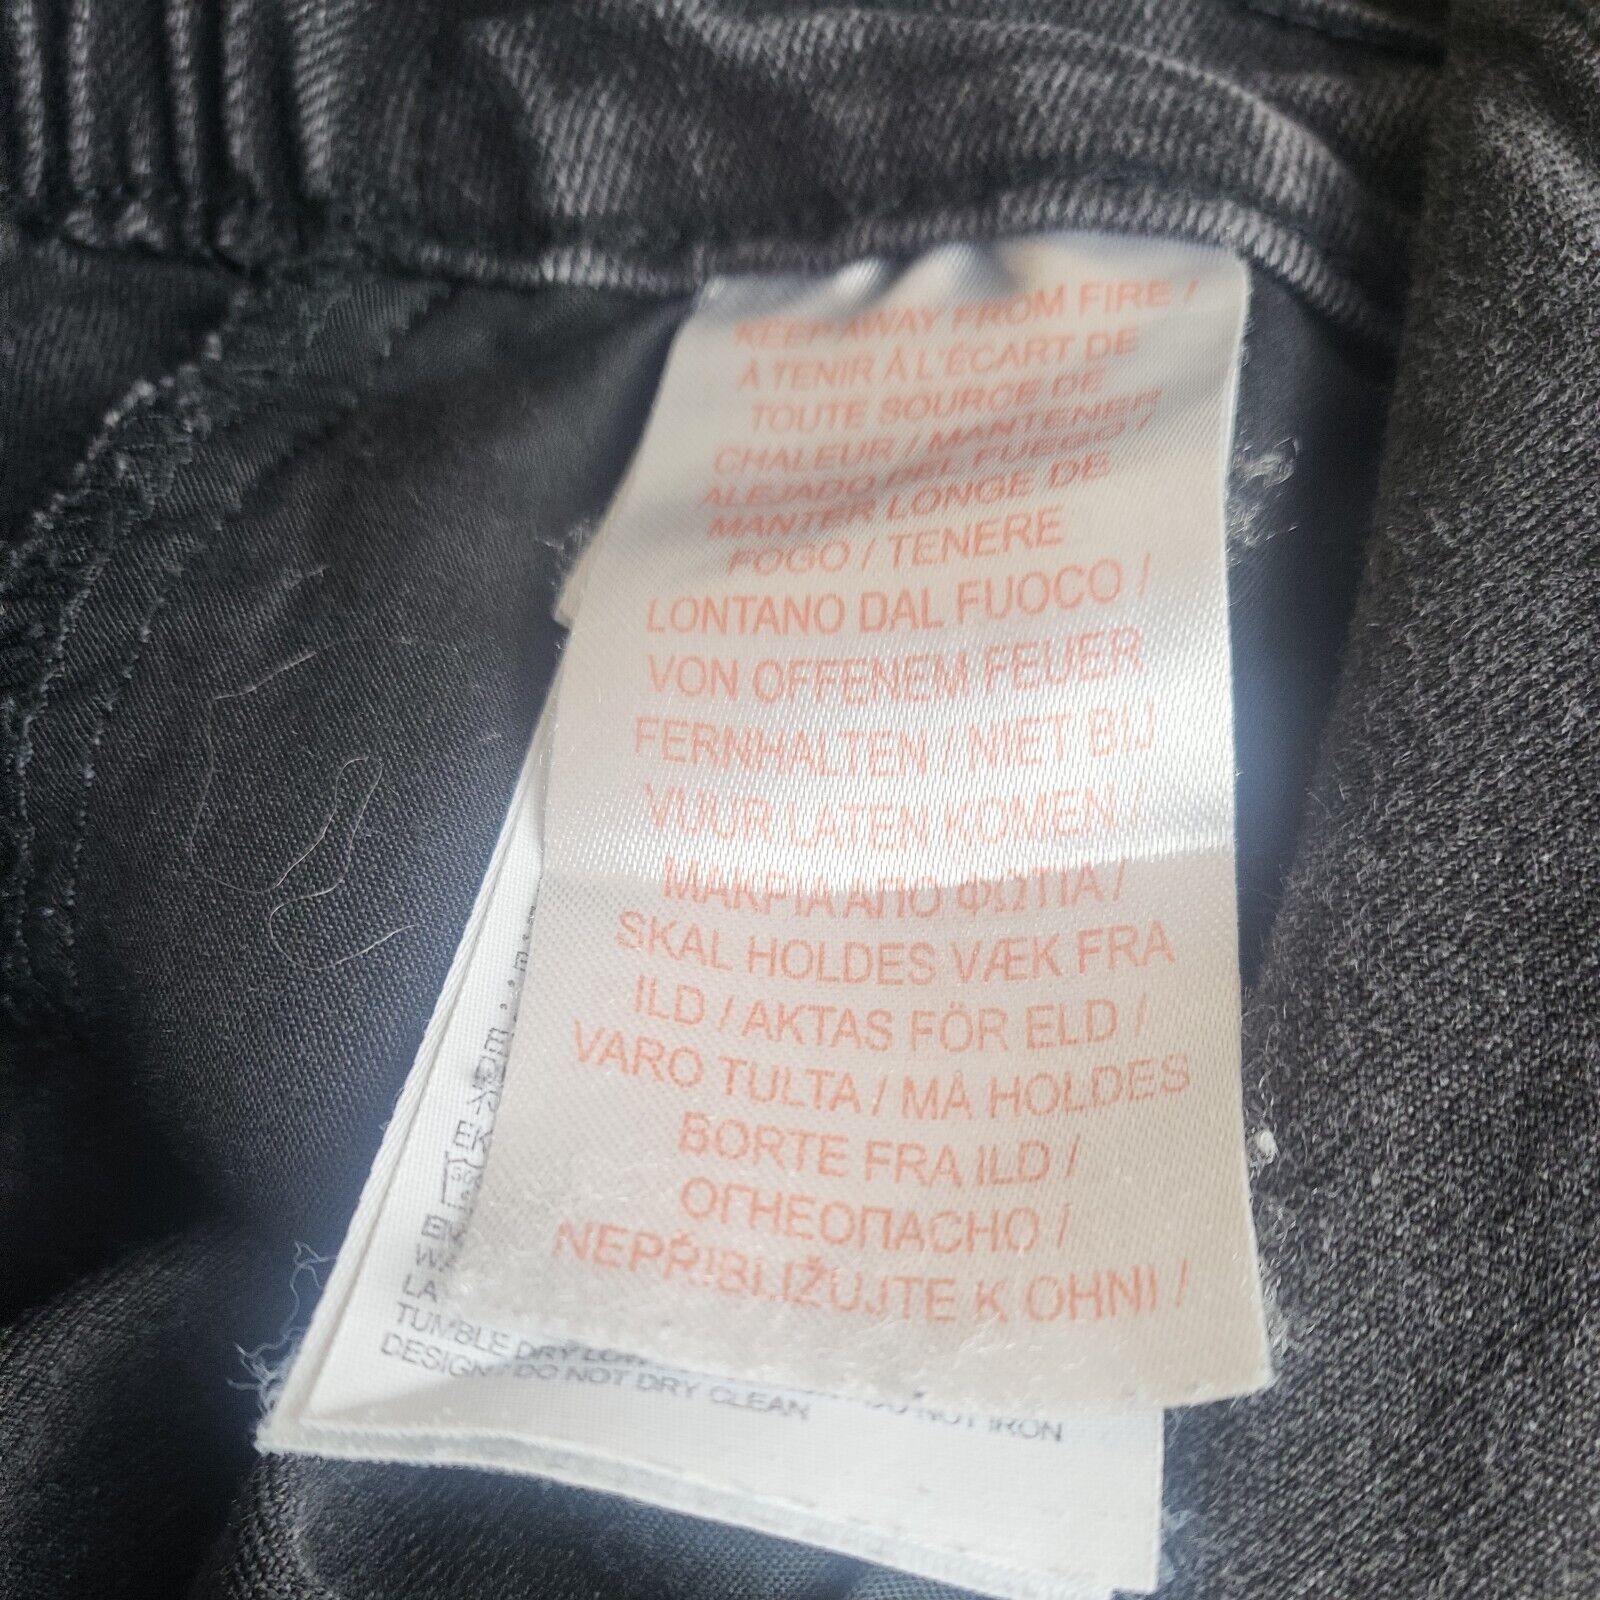 KEEP AWAY FROM FIRE /
À TENIR À L'ÉCART DE
TOUTE SOURCE DE
CHALEUR / MANTENER
ALEJADO DEL FUEGO /
MANTER LONGE DE
FOGO / TENERE
LONTANO DAL FUOCO /
VON OFFENEM FEUER
FERNHALTEN / NIET BIJ
VUUR LATEN KOMEN /
ΜΑΚΡΙΑ ΑΠΟ ΦΩΤΙΑ /
SKAL HOLDES VÆK FRA
ILD / AKTAS FÖR ELD /
VARO TULTA / MÅ HOLDES
BORTE FRA ILD /
ОГНЕОПАСНО /
NEPŘIBLIŽUJTE K OHNI /
LA
TUMBLE DRY LOW DO NOT IRON
DESIGN / DO NOT DRY CLEAN